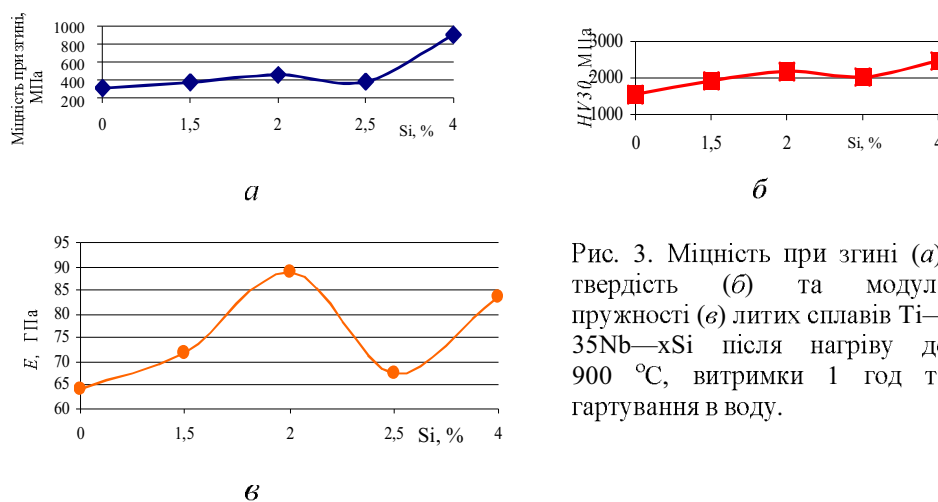 Міцність при згині,
МПа
1000
800
600
400
200
0
1,5
2
2,5
Si, %
4
а
HV30, МПа
3000
2000
1000
0
1,5
2
Si, %
4
б
E, ГПа
95
90
85
80
75
70
65
60
0
1,5
2
2,5
Si, %
4
в
Рис. 3. Міцність при згині (а)
твердість (б) та модул
пружності (в) литих сплавів Ti—
35Nb—xSi після нагріву до
900 °C, витримки 1 год т
гартування в воду.